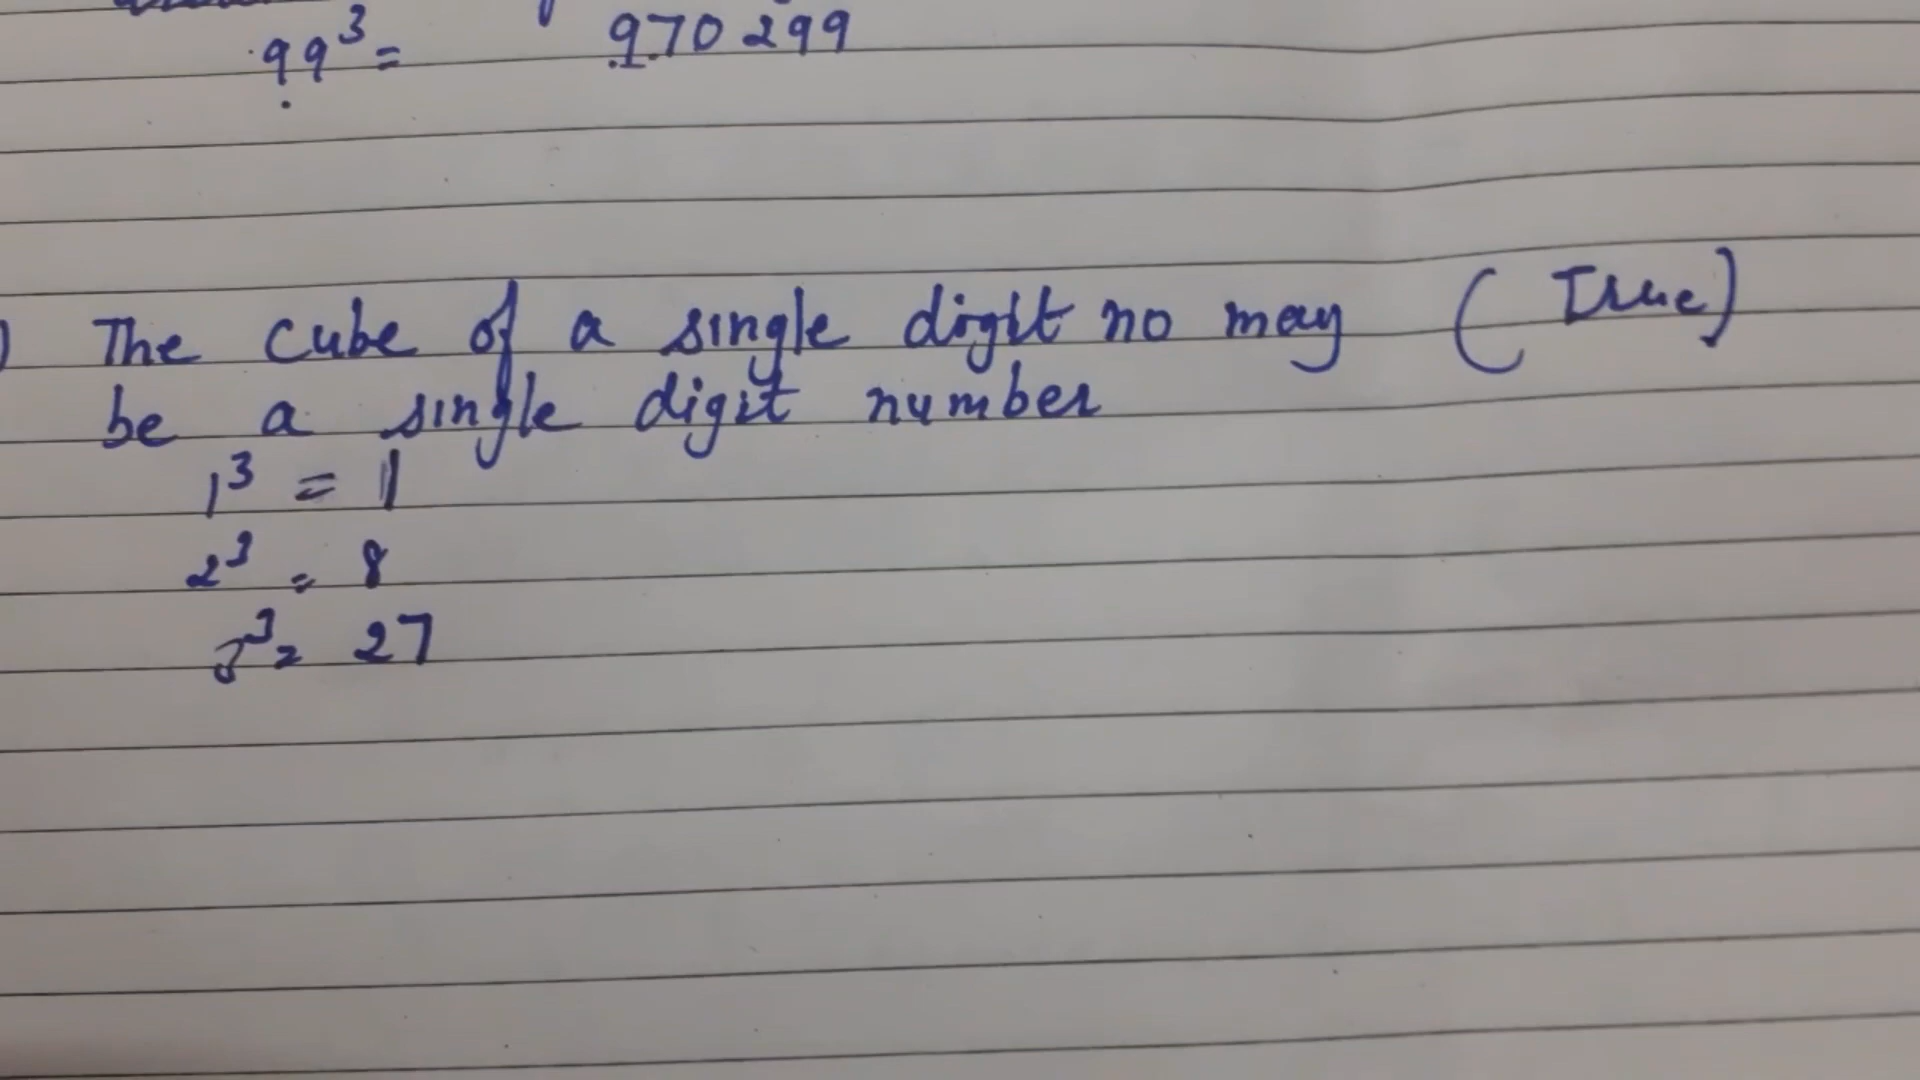 99³ = 970299
) The cube of a single digit no may (True)
be a single digit number
1³ = 1
2³ = 8
3³ = 27